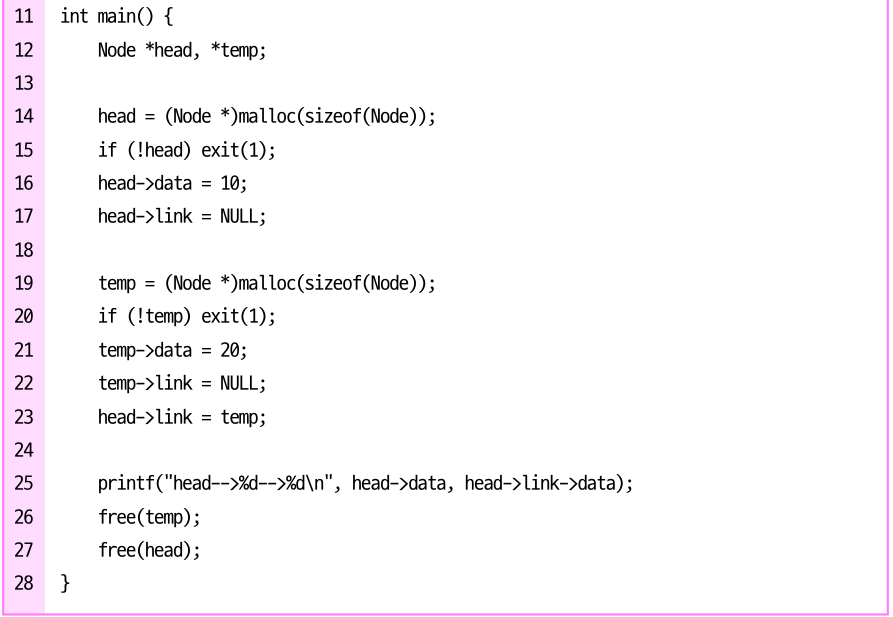 11 int main() {
12 Node *head, *temp;
13
14 head = (Node *)malloc(sizeof(Node));
15 if (!head) exit(1);
16 head->data = 10;
17 head->link = NULL;
18
19 temp = (Node *)malloc(sizeof(Node));
20 if (!temp) exit(1);
21 temp->data = 20;
22 temp->link = NULL;
23 head->link = temp;
24
25 printf("head-->%d-->%d\n", head->data, head->link->data);
26 free(temp);
27 free(head);
28 }